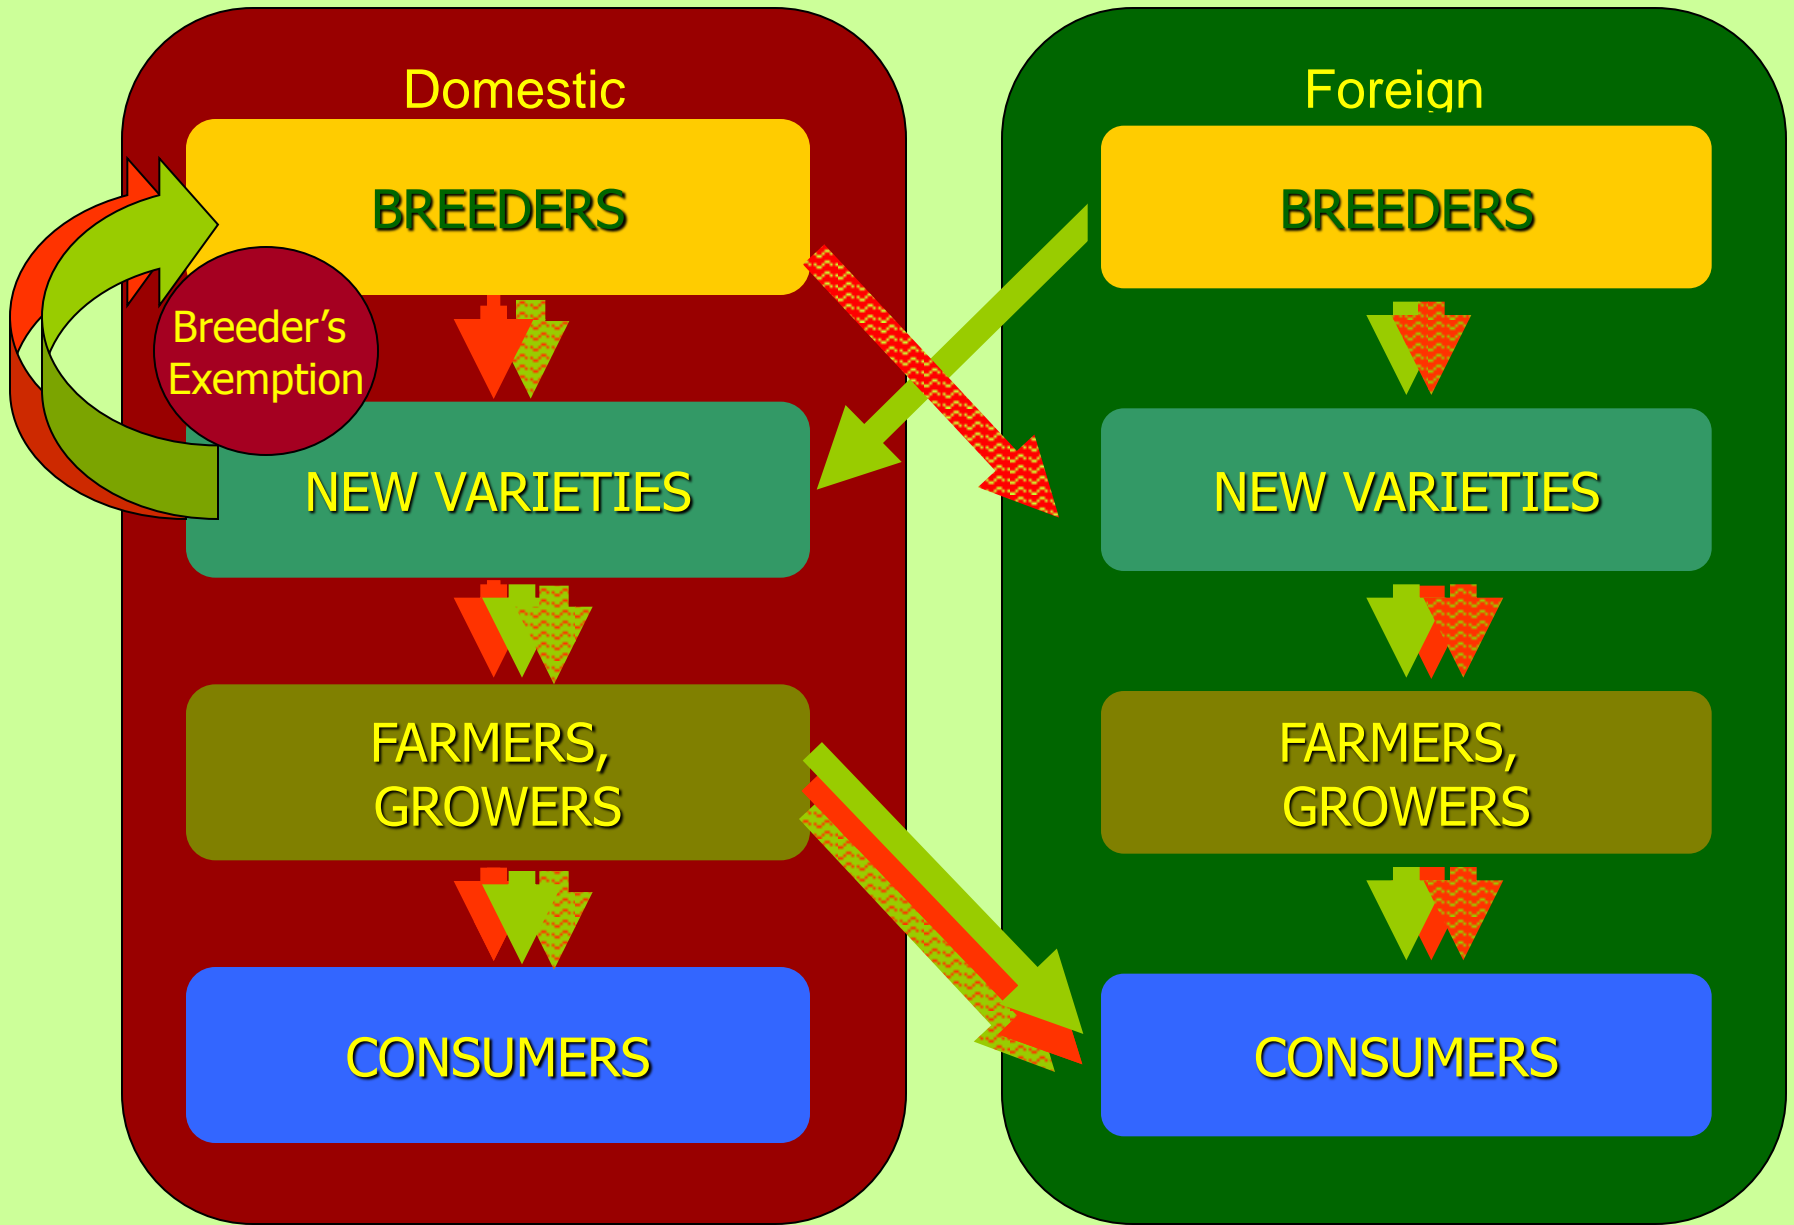 Domestic
BREEDERS
Breeder’s
Exemption
NEW VARIETIES
FARMERS,
GROWERS
CONSUMERS
Foreign
BREEDERS
NEW VARIETIES
FARMERS,
GROWERS
CONSUMERS